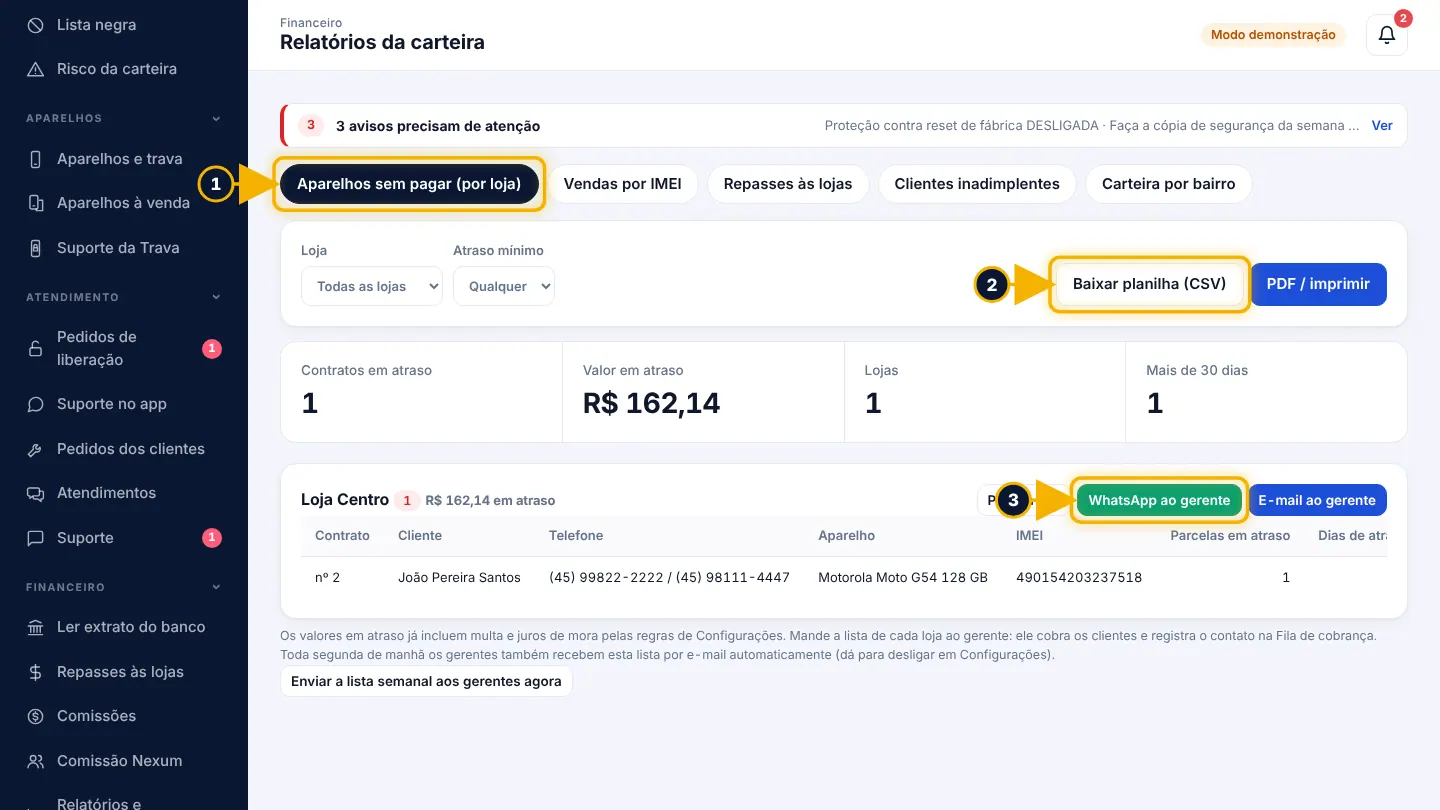 Lista negra
Risco da carteira
APARELHOS
Aparelhos e trava
Aparelhos à venda
Suporte da Trava
ATENDIMENTO
Pedidos de
liberação
1
Suporte no app
Pedidos dos clientes
Atendimentos
Suporte
1
FINANCEIRO
Ler extrato do banco
Repasses às lojas
Comissões
Comissão Nexum
Relatórios e
Financeiro
Relatórios da carteira
Modo demonstração
2
3
3 avisos precisam de atenção
Proteção contra reset de fábrica DESLIGADA · Faça a cópia de segurança da semana ...
Ver
1
Aparelhos sem pagar (por loja)
Vendas por IMEI
Repasses às lojas
Clientes inadimplentes
Carteira por bairro
Loja
Atraso mínimo
Todas as lojas
Qualquer
2
Baixar planilha (CSV)
PDF / imprimir
Contratos em atraso
Valor em atraso
Lojas
Mais de 30 dias
1
R$ 162,14
1
1
Loja Centro
1
R$ 162,14 em atraso
3
WhatsApp ao gerente
E-mail ao gerente
Contrato
Cliente
Telefone
Aparelho
IMEI
Parcelas em atraso
Dias de atra
nº 2
João Pereira Santos
(45) 99822-2222 / (45) 98111-4447
Motorola Moto G54 128 GB
490154203237518
1
Os valores em atraso já incluem multa e juros de mora pelas regras de Configurações. Mande a lista de cada loja ao gerente: ele cobra os clientes e registra o contato na Fila de cobrança.
Toda segunda de manhã os gerentes também recebem esta lista por e-mail automaticamente (dá para desligar em Configurações).
Enviar a lista semanal aos gerentes agora